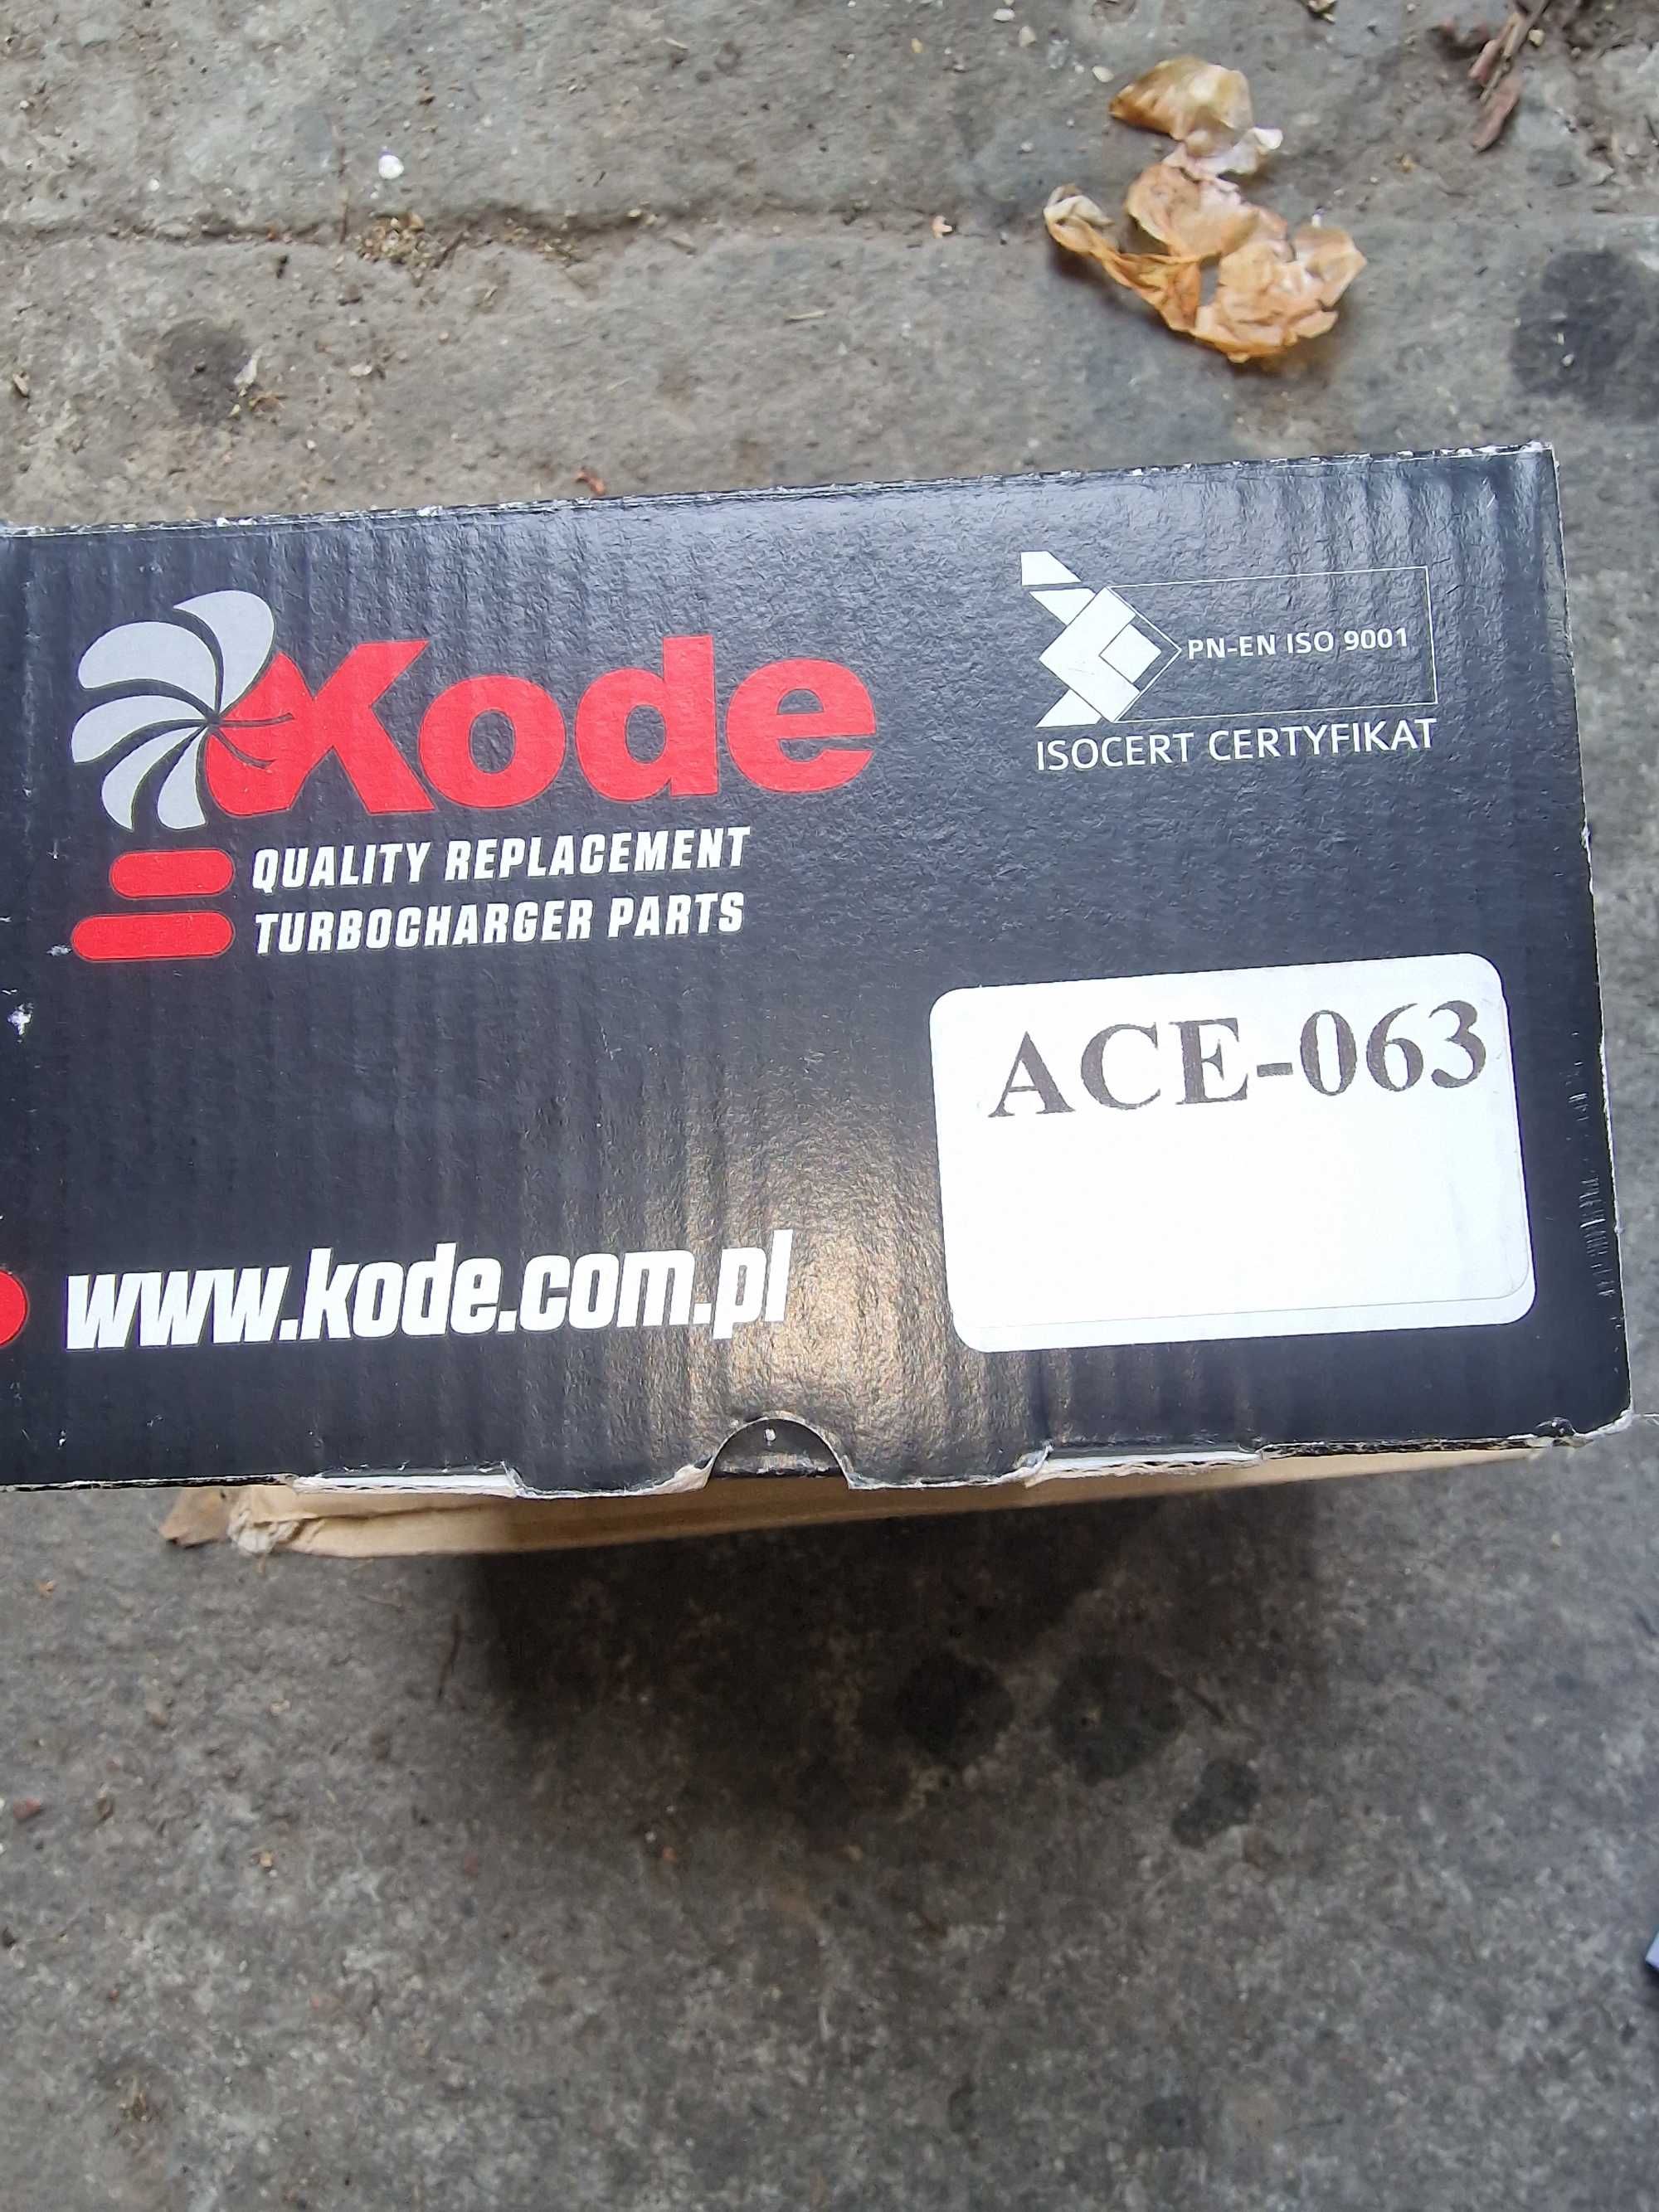 Kode
QUALITY REPLACEMENT
TURBOCHARGER PARTS
PN-EN ISO 9001
ISOCERT CERTYFIKAT
ACE-063
www.kode.com.pl